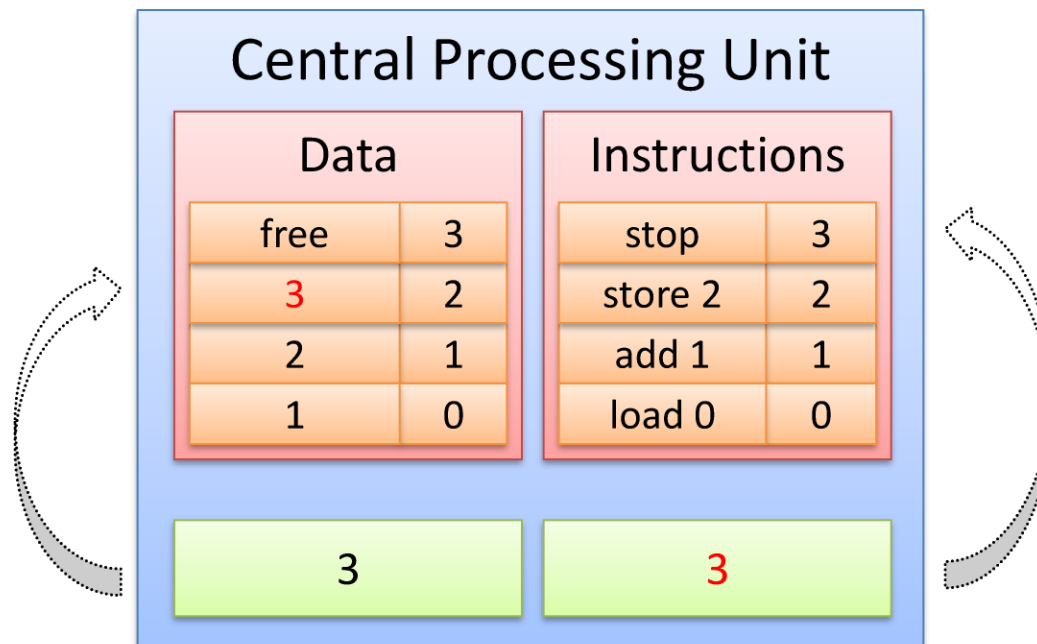 Central Processing Unit
Data
free 3
3 2
2 1
1 0
Instructions
stop 3
store 2 2
add 1 1
load 0 0
3
3